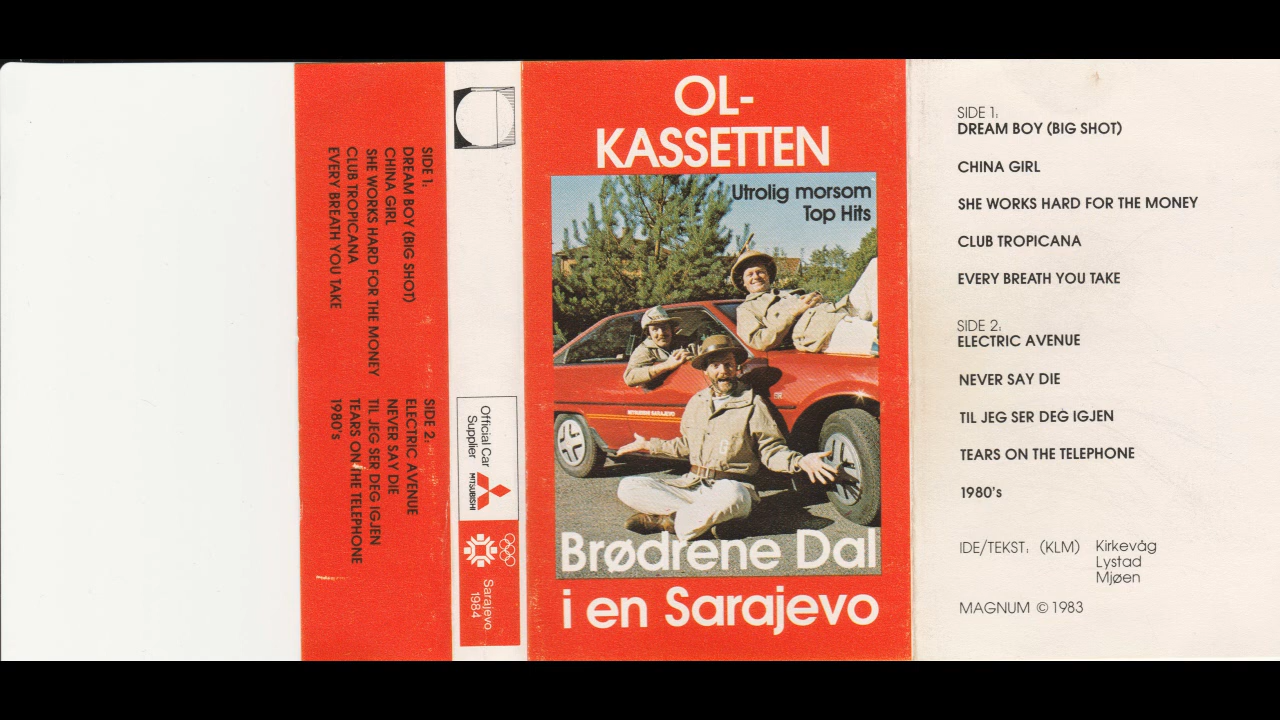 SIDE 1:
DREAM BOY (BIG SHOT)
CHINA GIRL
SHE WORKS HARD FOR THE MONEY
CLUB TROPICANA
EVERY BREATH YOU TAKE
SIDE 2:
ELECTRIC AVENUE
NEVER SAY DIE
TIL JEG SER DEG IGJEN
TEARS ON THE TELEPHONE
1980's
Official Car
Supplier
MITSUBISHI
Sarajevo
1984
OL-
KASSETTEN
Utrolig morsom
Top Hits
MITSUBISHI SARAJEVO
G
Brødrene Dal
i en Sarajevo
SIDE 1:
DREAM BOY (BIG SHOT)
CHINA GIRL
SHE WORKS HARD FOR THE MONEY
CLUB TROPICANA
EVERY BREATH YOU TAKE
SIDE 2:
ELECTRIC AVENUE
NEVER SAY DIE
TIL JEG SER DEG IGJEN
TEARS ON THE TELEPHONE
1980's
IDE/TEKST: (KLM) Kirkevåg
Lystad
Mjøen
MAGNUM © 1983